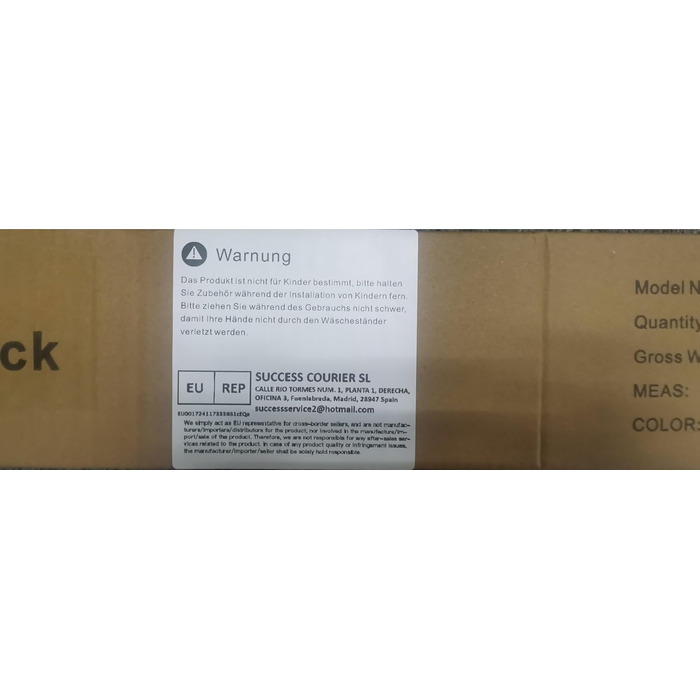 Warnung
Das Produkt ist nicht für Kinder bestimmt, bitte halten
Sie Zubehör während der Installation von Kindern fern.
Bitte ziehen Sie während des Gebrauchs nicht schwer,
damit Ihre Hände nicht durch den Wäscheständer
verletzt werden.
ck
EU REP
SUCCESS COURIER SL
CALLE RIO TORMES NUM. 1, PLANTA 1, DERECHA,
OFICINA 3, Fuenlabrada, Madrid, 28947 Spain
successservice2@hotmail.com
We simply act as EU representative for cross-border sellers, and are not manufac-
turers/importers/distributors for the product, nor involved in the manufacture/im-
port/sale of the product. Therefore, we are not responsible for any after-sales ser-
vices related to the product. In case of any product quality or infringement issues,
the manufacturer/importer/seller shall be solely held responsible.
Model N
Quantity
Gross W
MEAS:
COLOR: